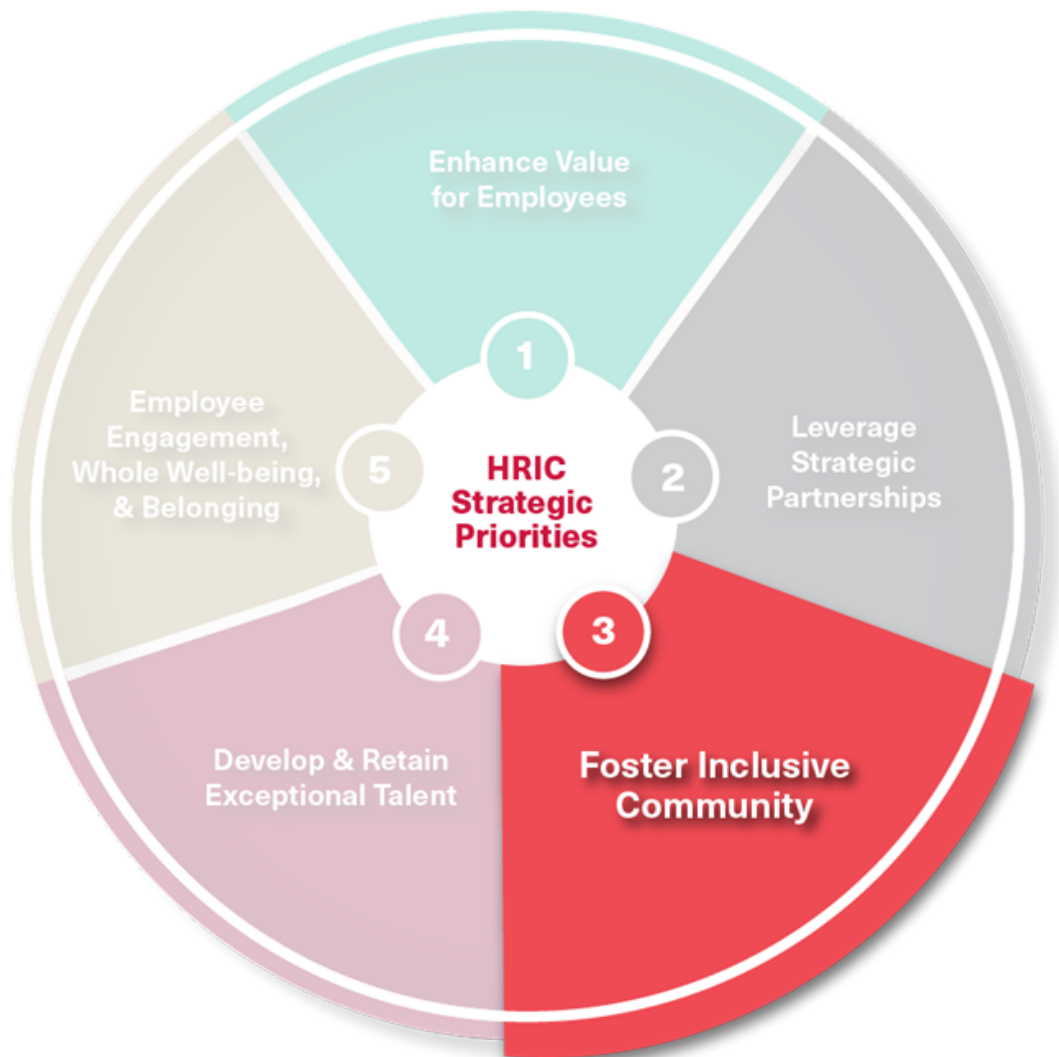 Enhance Value
for Employees
1
Leverage
Strategic
Partnerships
2
HRIC
Strategic
Priorities
3
Foster Inclusive
Community
4
Develop & Retain
Exceptional Talent
5
Employee
Engagement,
Whole Well-being,
& Belonging